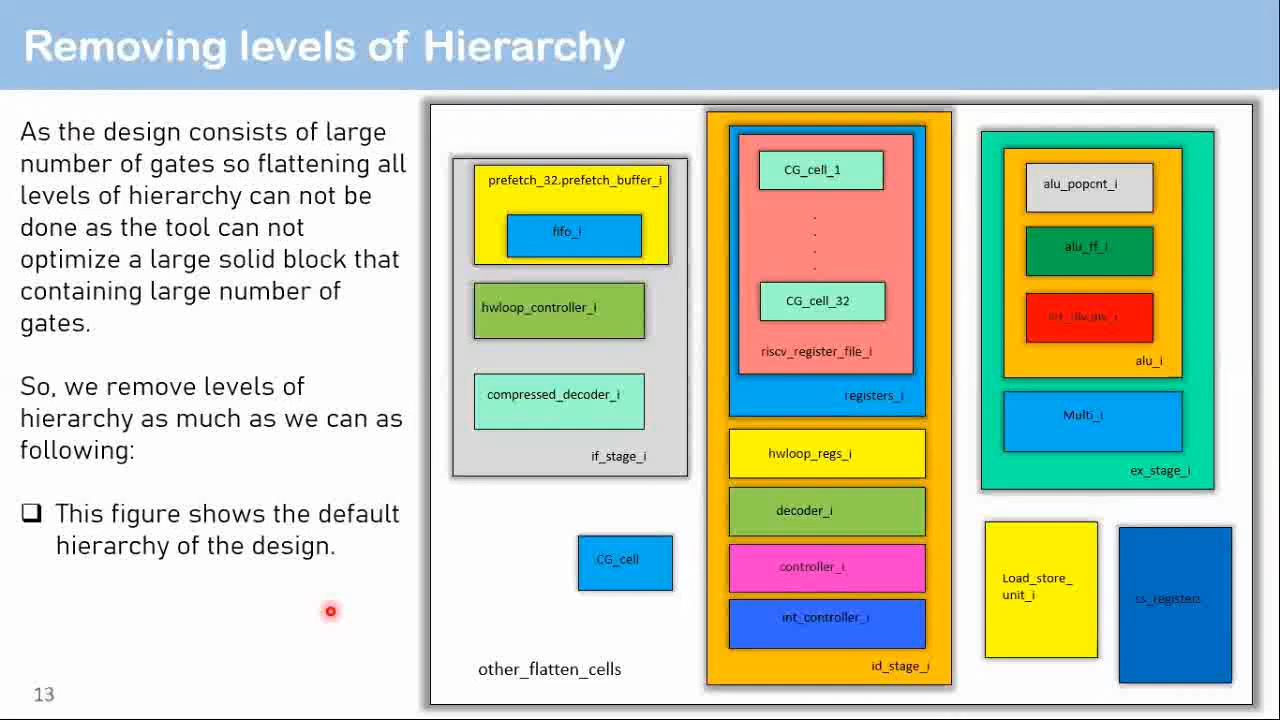 Removing levels of Hierarchy
As the design consists of large
number of gates so flattening all
levels of hierarchy can not be
done as the tool can not
optimize a large solid block that
containing large number of
gates.
So, we remove levels of
hierarchy as much as we can as
following:
❑ This figure shows the default
hierarchy of the design.
13
prefetch_32.prefetch_buffer_i
fifo_i
hwloop_controller_i
compressed_decoder_i
if_stage_i
CG_cell
other_flatten_cells
CG_cell_1
.
.
.
.
CG_cell_32
riscv_register_file_i
registers_i
hwloop_regs_i
decoder_i
controller_i
int_controller_i
id_stage_i
alu_popcnt_i
alu_ff_i
alu_i
Multi_i
ex_stage_i
Load_store_
unit_i